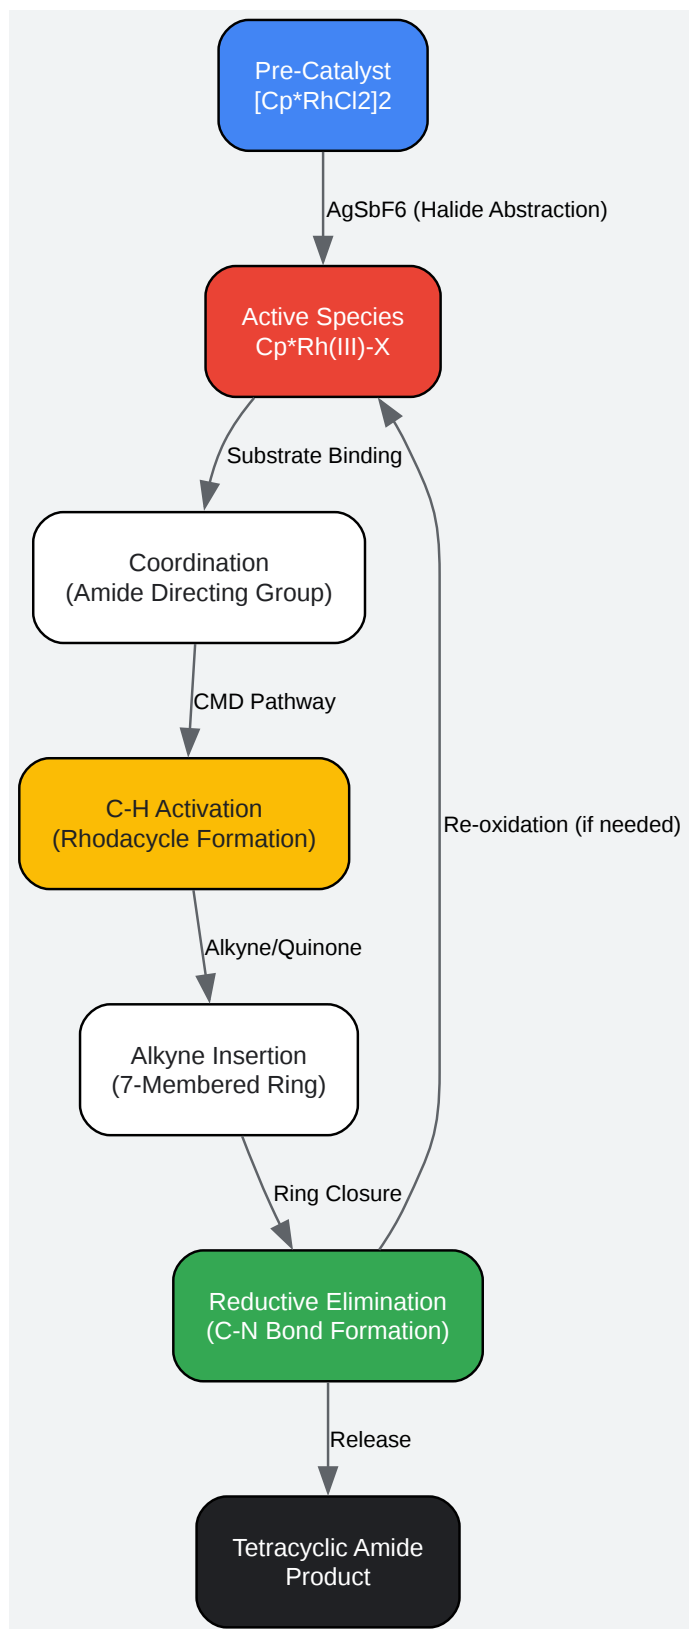 Pre-Catalyst
[Cp*RhCl2]2
AgSbF6 (Halide Abstraction)
Active Species
Cp*Rh(III)-X
Substrate Binding
Coordination
(Amide Directing Group)
CMD Pathway
C-H Activation
(Rhodacycle Formation)
Re-oxidation (if needed)
Alkyne/Quinone
Alkyne Insertion
(7-Membered Ring)
Ring Closure
Reductive Elimination
(C-N Bond Formation)
Release
Tetracyclic Amide
Product